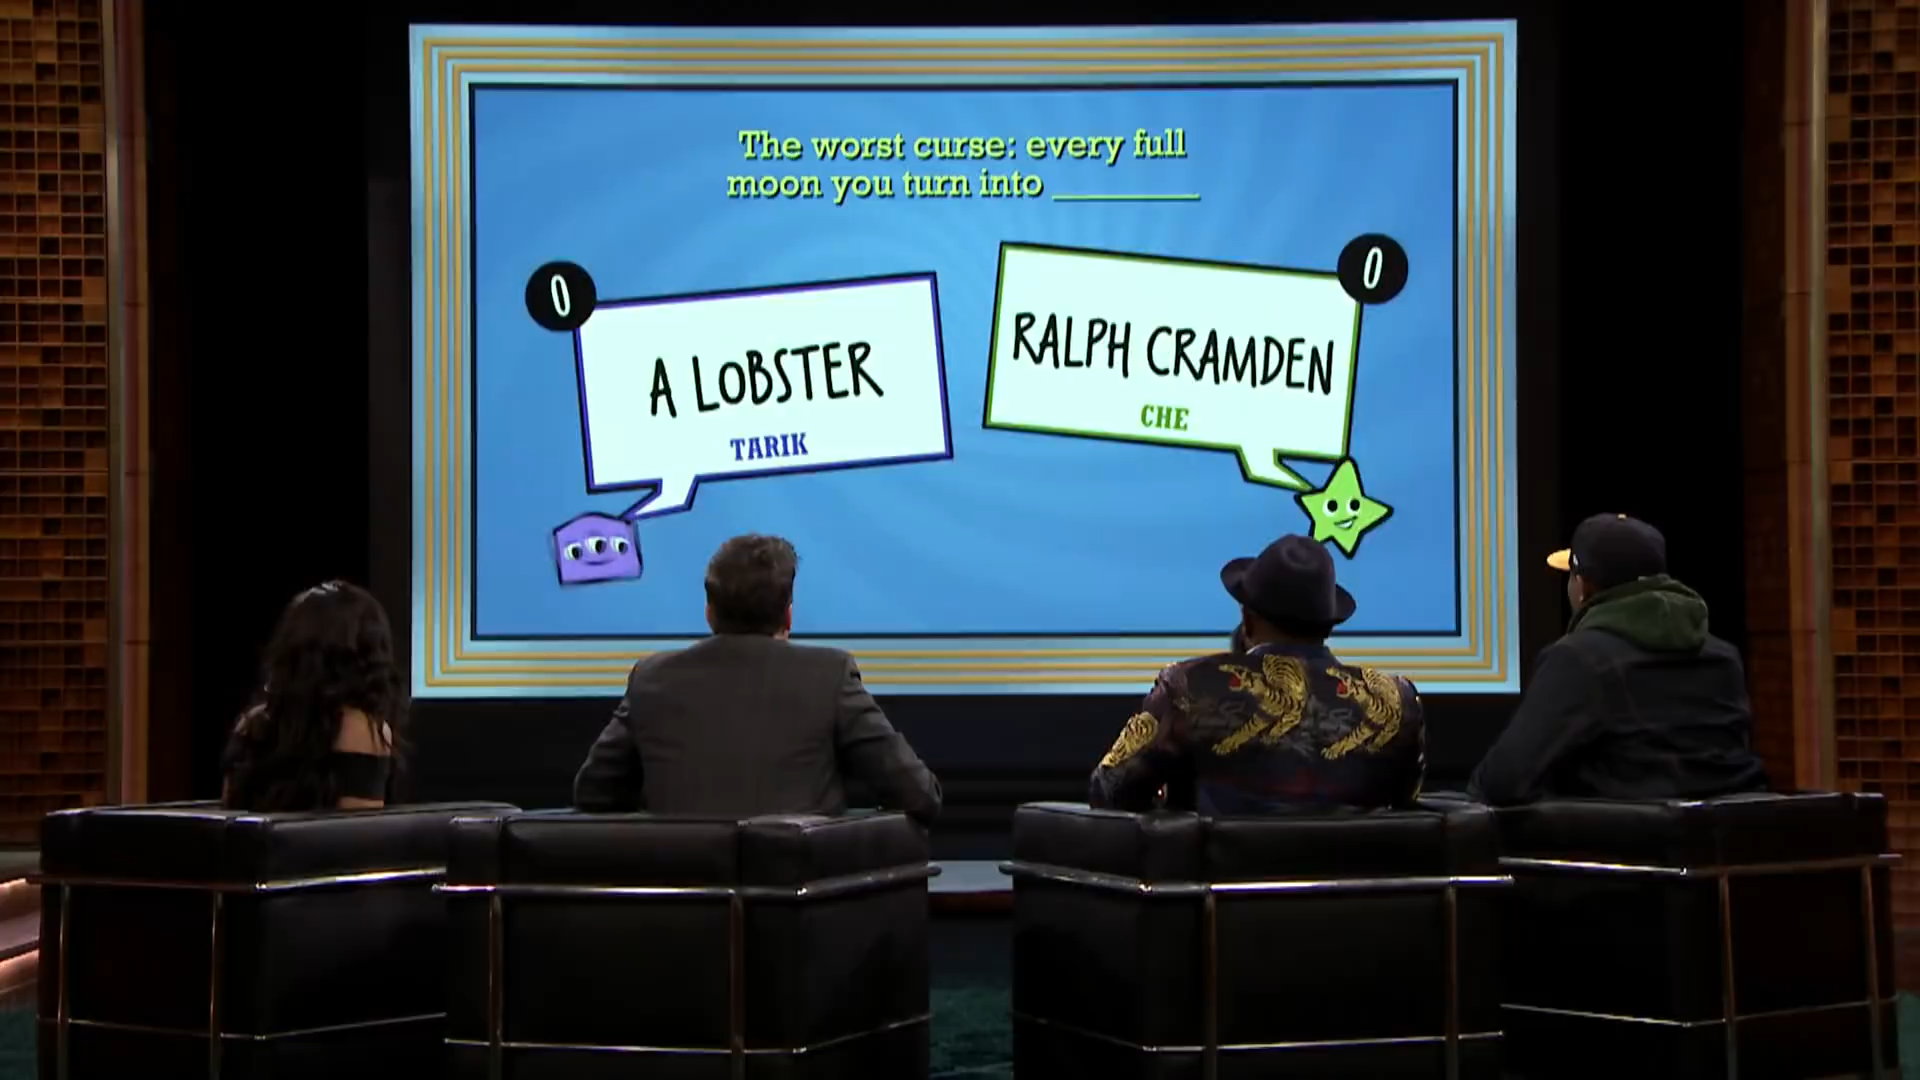 The worst curse: every full
moon you turn into ________
0
0
A LOBSTER
TARIK
RALPH CRAMDEN
CHE